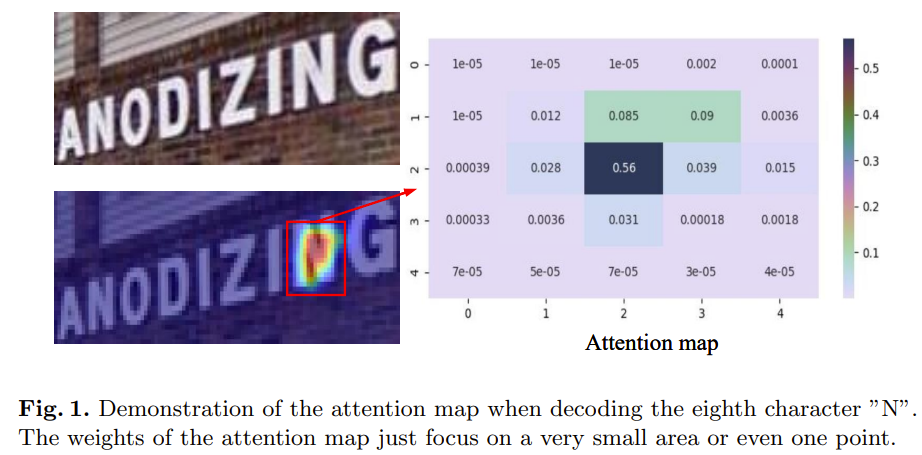 ANODIZING
ANODIZING
0 1e-05 1e-05 1e-05 0.002 0.0001
1 1e-05 0.012 0.085 0.09 0.0036
2 0.00039 0.028 0.56 0.039 0.015
3 0.00033 0.0036 0.031 0.00018 0.0018
4 7e-05 5e-05 7e-05 3e-05 4e-05
0 1 2 3 4
0.5
0.4
0.3
0.2
0.1
Attention map
Fig. 1. Demonstration of the attention map when decoding the eighth character ”N”.
The weights of the attention map just focus on a very small area or even one point.